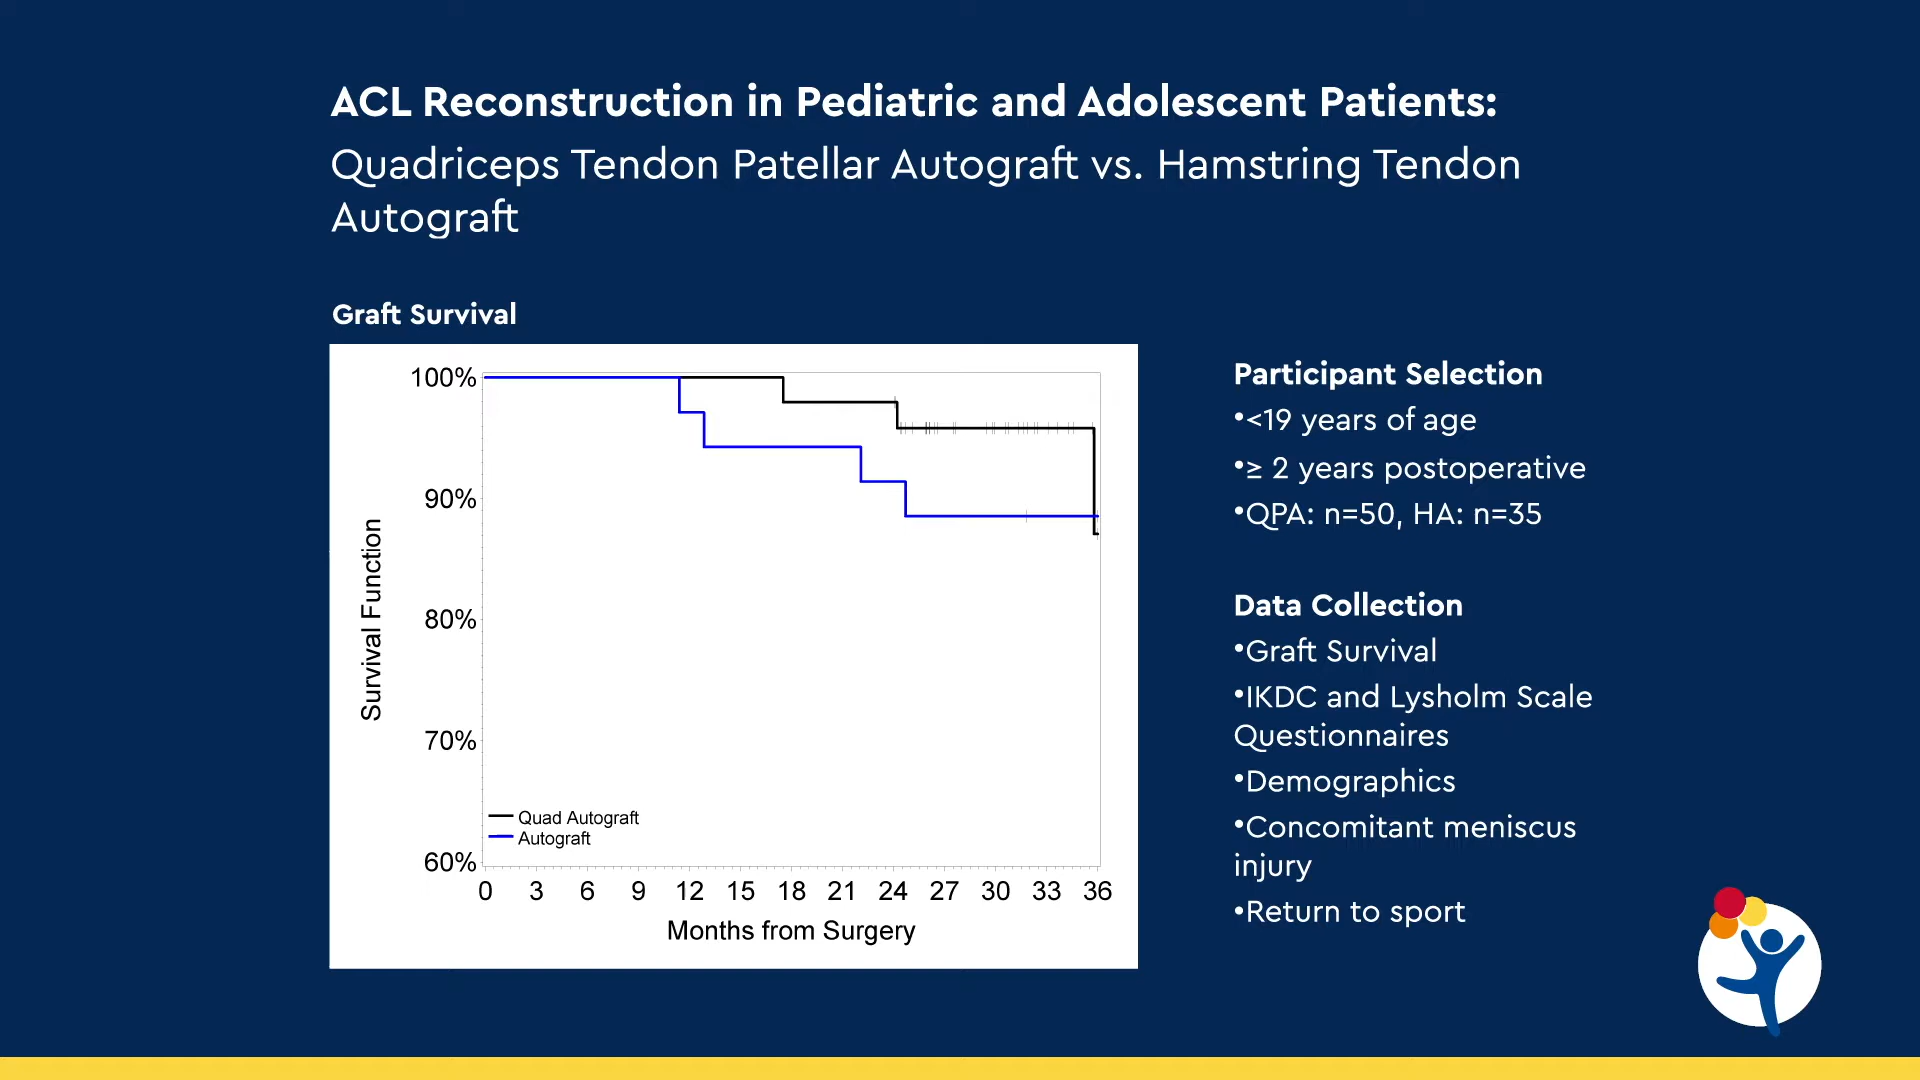 ACL Reconstruction in Pediatric and Adolescent Patients:
Quadriceps Tendon Patellar Autograft vs. Hamstring Tendon
Autograft
Graft Survival
100%
90%
80%
70%
60%
Survival Function
Quad Autograft
Autograft
0 3 6 9 12 15 18 21 24 27 30 33 36
Months from Surgery
Participant Selection
•<19 years of age
•≥ 2 years postoperative
•QPA: n=50, HA: n=35
Data Collection
•Graft Survival
•IKDC and Lysholm Scale
Questionnaires
•Demographics
•Concomitant meniscus
injury
•Return to sport